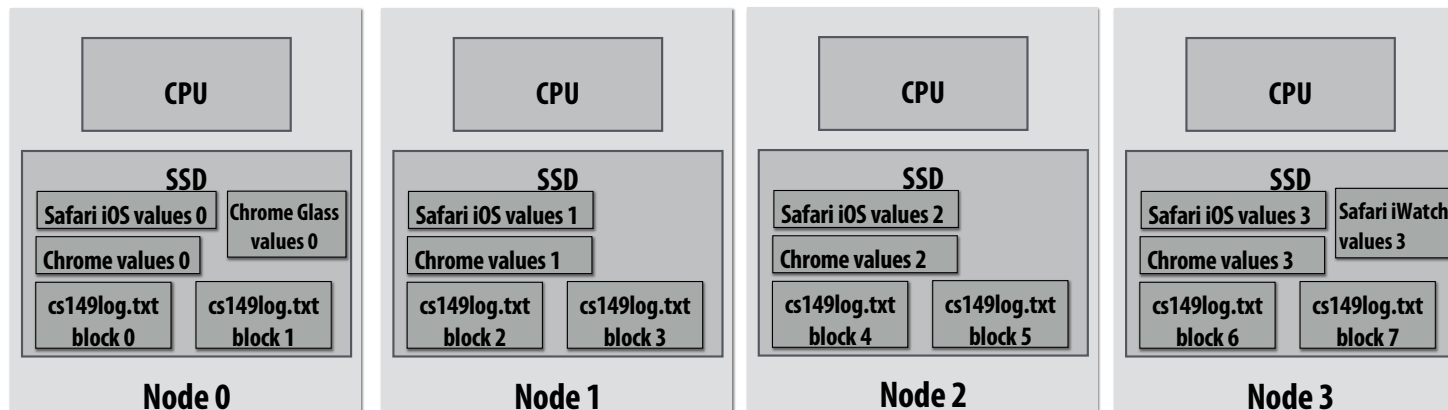 CPU
SSD
Safari iOS values 0
Chrome Glass
values 0
Chrome values 0
cs149log.txt
block 0
cs149log.txt
block 1
Node 0
CPU
SSD
Safari iOS values 1
Chrome values 1
cs149log.txt
block 2
cs149log.txt
block 3
Node 1
CPU
SSD
Safari iOS values 2
Chrome values 2
cs149log.txt
block 4
cs149log.txt
block 5
Node 2
CPU
SSD
Safari iOS values 3
Safari iWatch
values 3
Chrome values 3
cs149log.txt
block 6
cs149log.txt
block 7
Node 3